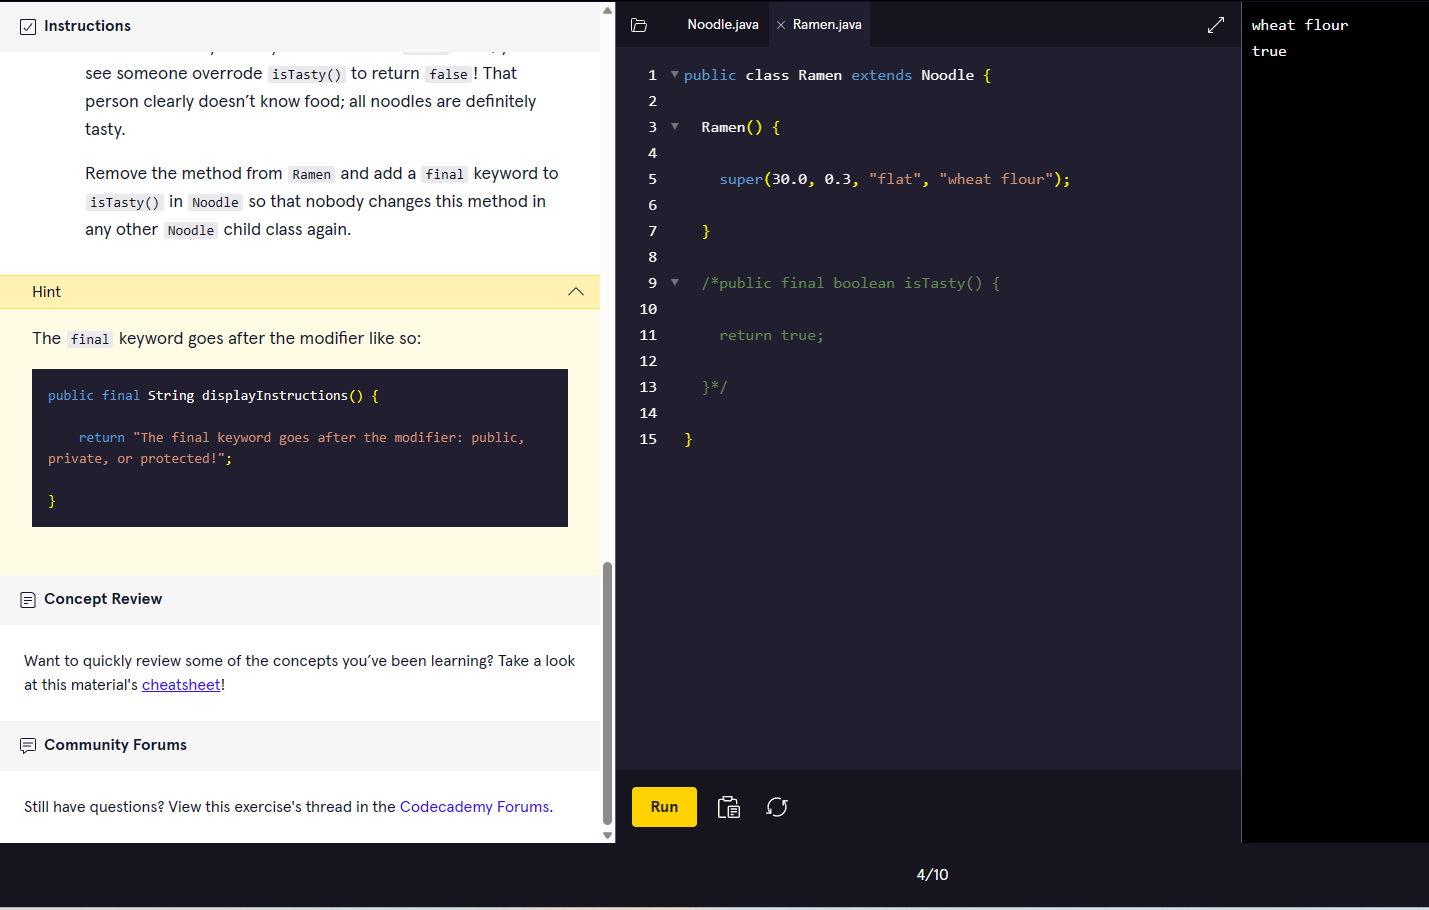 Instructions
see someone overrode isTasty() to return false! That
person clearly doesn’t know food; all noodles are definitely
tasty.
Remove the method from Ramen and add a final keyword to
isTasty() in Noodle so that nobody changes this method in
any other Noodle child class again.
Hint
The final keyword goes after the modifier like so:
public final String displayInstructions() {
return "The final keyword goes after the modifier: public,
private, or protected!";
}
Concept Review
Want to quickly review some of the concepts you’ve been learning? Take a look
at this material's cheatsheet!
Community Forums
Still have questions? View this exercise's thread in the Codecademy Forums.
Noodle.java
Ramen.java
1 public class Ramen extends Noodle {
2
3 Ramen() {
4
5 super(30.0, 0.3, "flat", "wheat flour");
6
7 }
8
9 /*public final boolean isTasty() {
10
11 return true;
12
13 }*/
14
15 }
Run
wheat flour
true
4/10